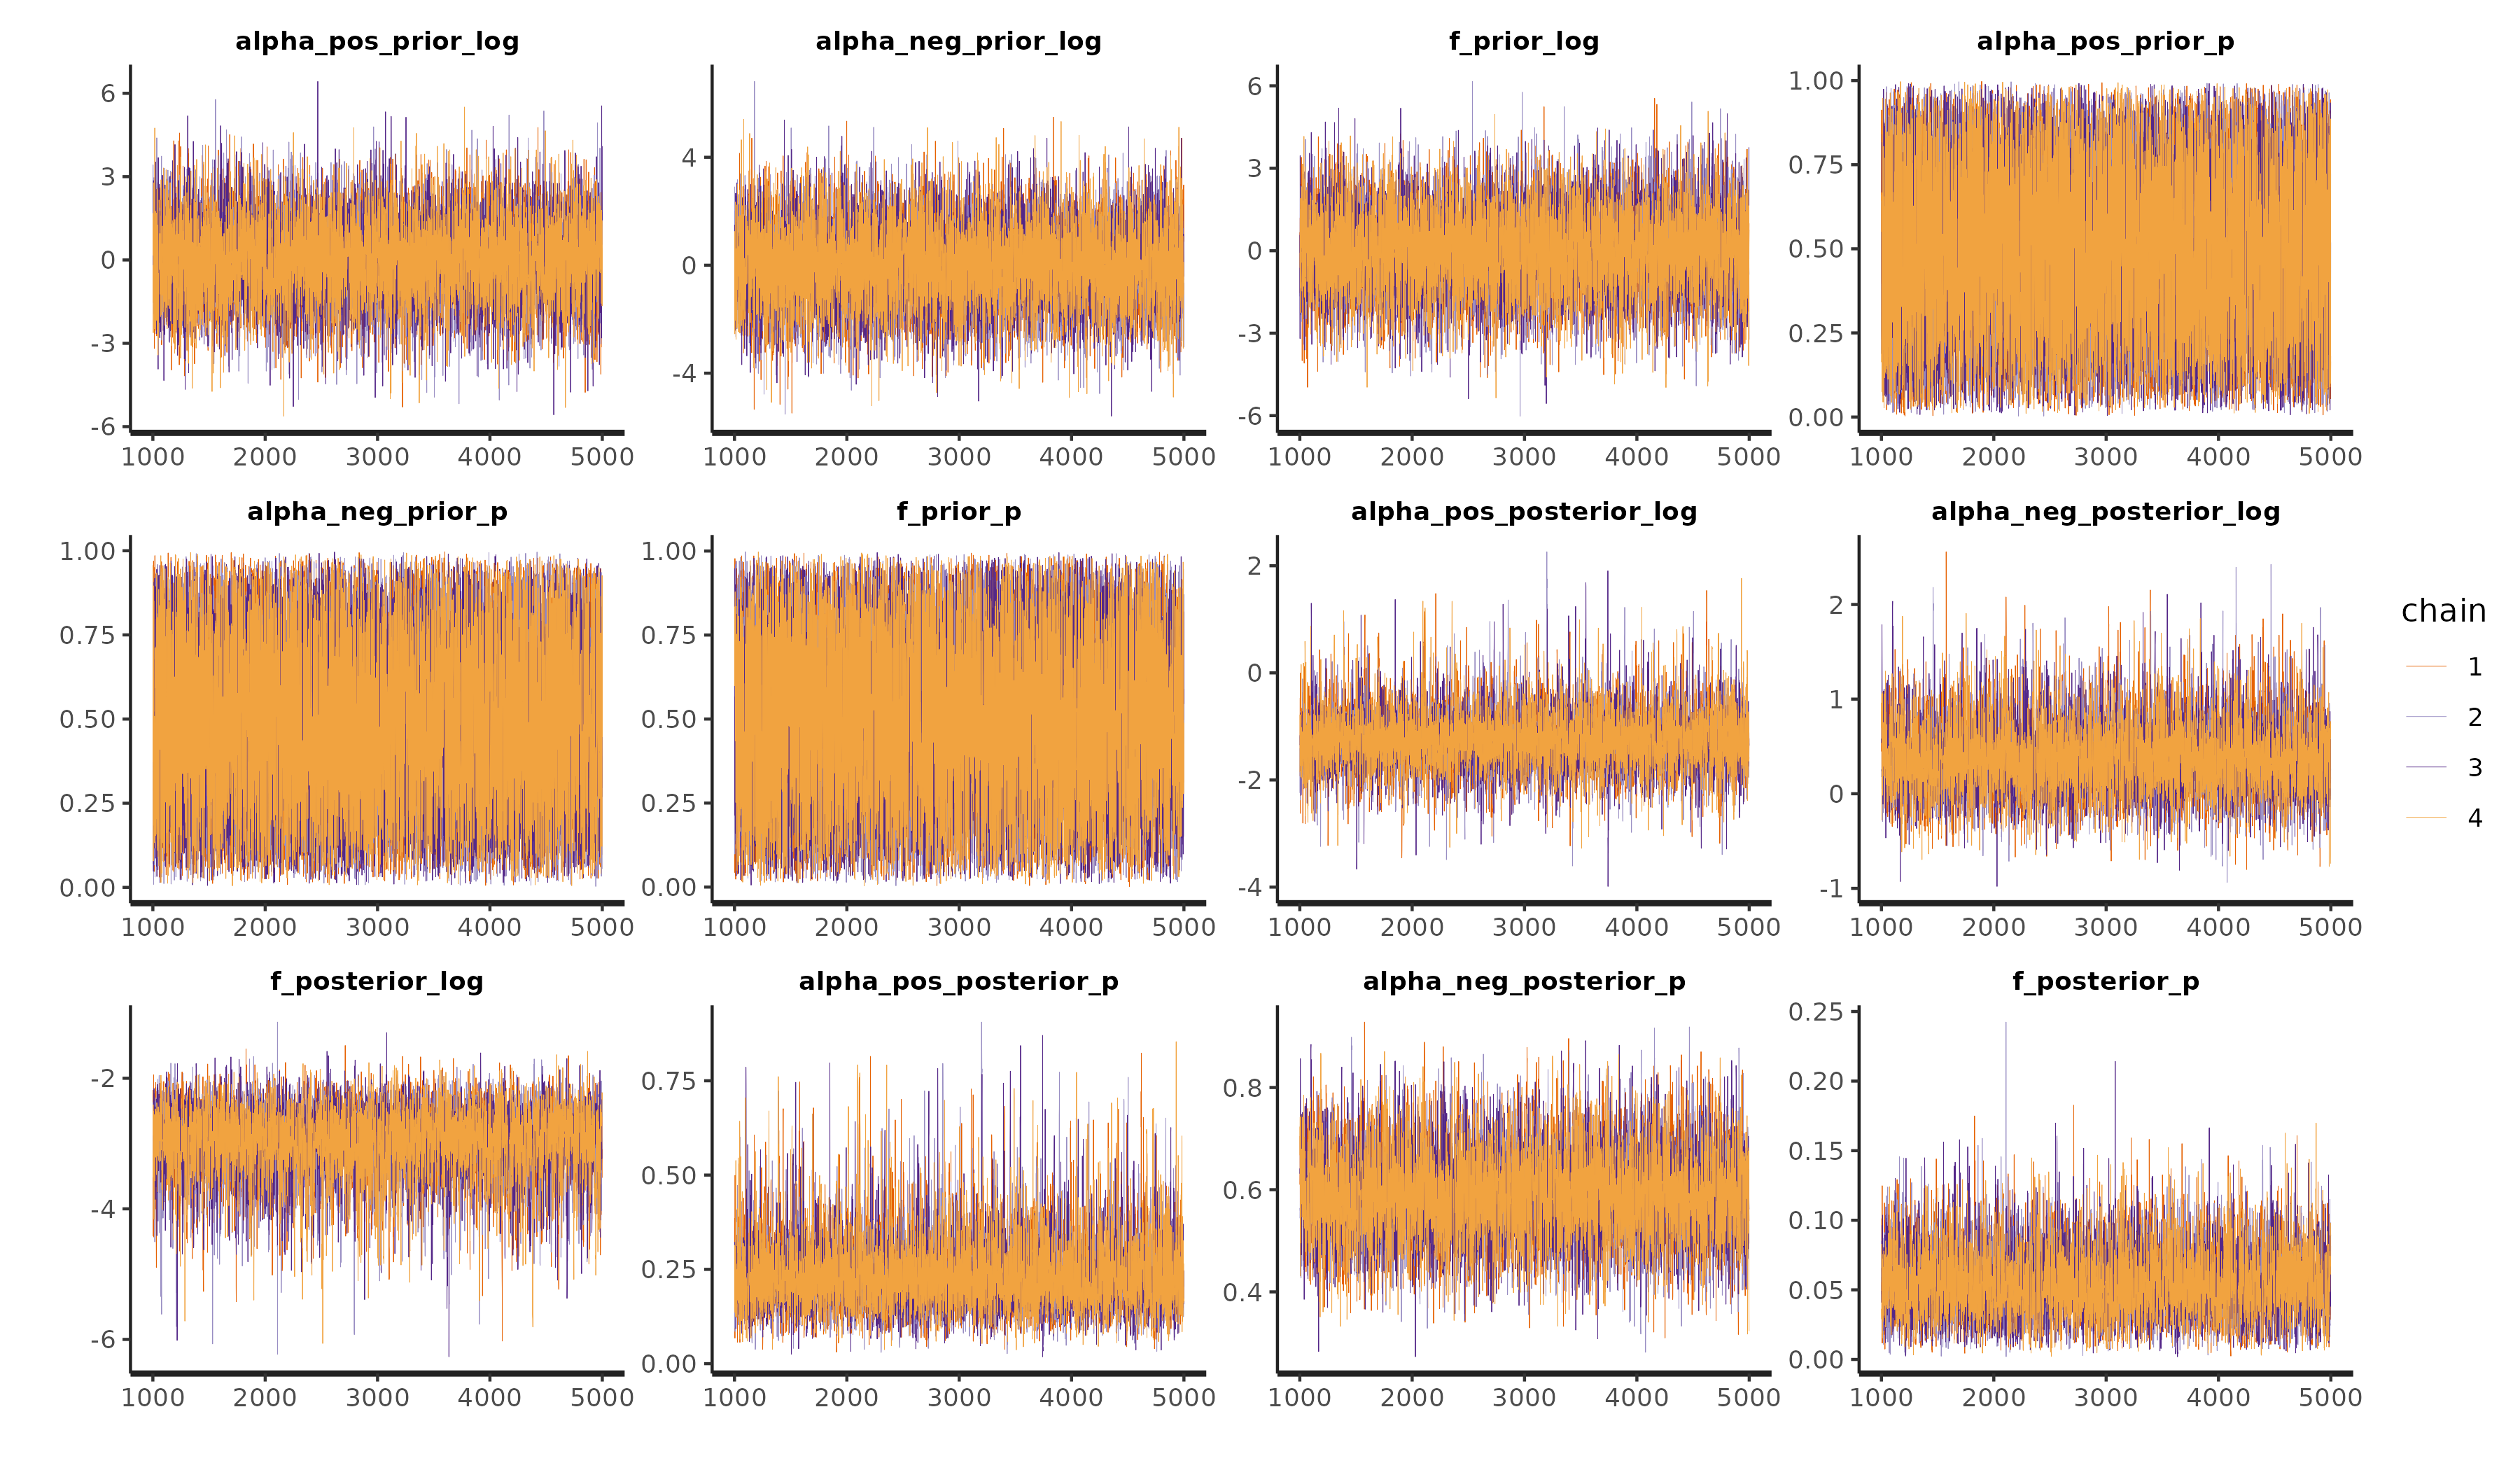 alpha_pos_prior_log alpha_neg_prior_log f_prior_log alpha_pos_prior_p
6 3 0 -3 -6
4 0 -4
6 3 0 -3 -6
1.00 0.75 0.50 0.25 0.00
1000 2000 3000 4000 5000 1000 2000 3000 4000 5000 1000 2000 3000 4000 5000 1000 2000 3000 4000 5000
alpha_neg_prior_p f_prior_p alpha_pos_posterior_log alpha_neg_posterior_log
1.00 0.75 0.50 0.25 0.00
1.00 0.75 0.50 0.25 0.00
2 0 -2 -4
2 1 0 -1
1000 2000 3000 4000 5000 1000 2000 3000 4000 5000 1000 2000 3000 4000 5000 1000 2000 3000 4000 5000
f_posterior_log alpha_pos_posterior_p alpha_neg_posterior_p f_posterior_p
-2 -4 -6
0.75 0.50 0.25 0.00
0.8 0.6 0.4
0.25 0.20 0.15 0.10 0.05 0.00
1000 2000 3000 4000 5000 1000 2000 3000 4000 5000 1000 2000 3000 4000 5000 1000 2000 3000 4000 5000
chain
1
2
3
4